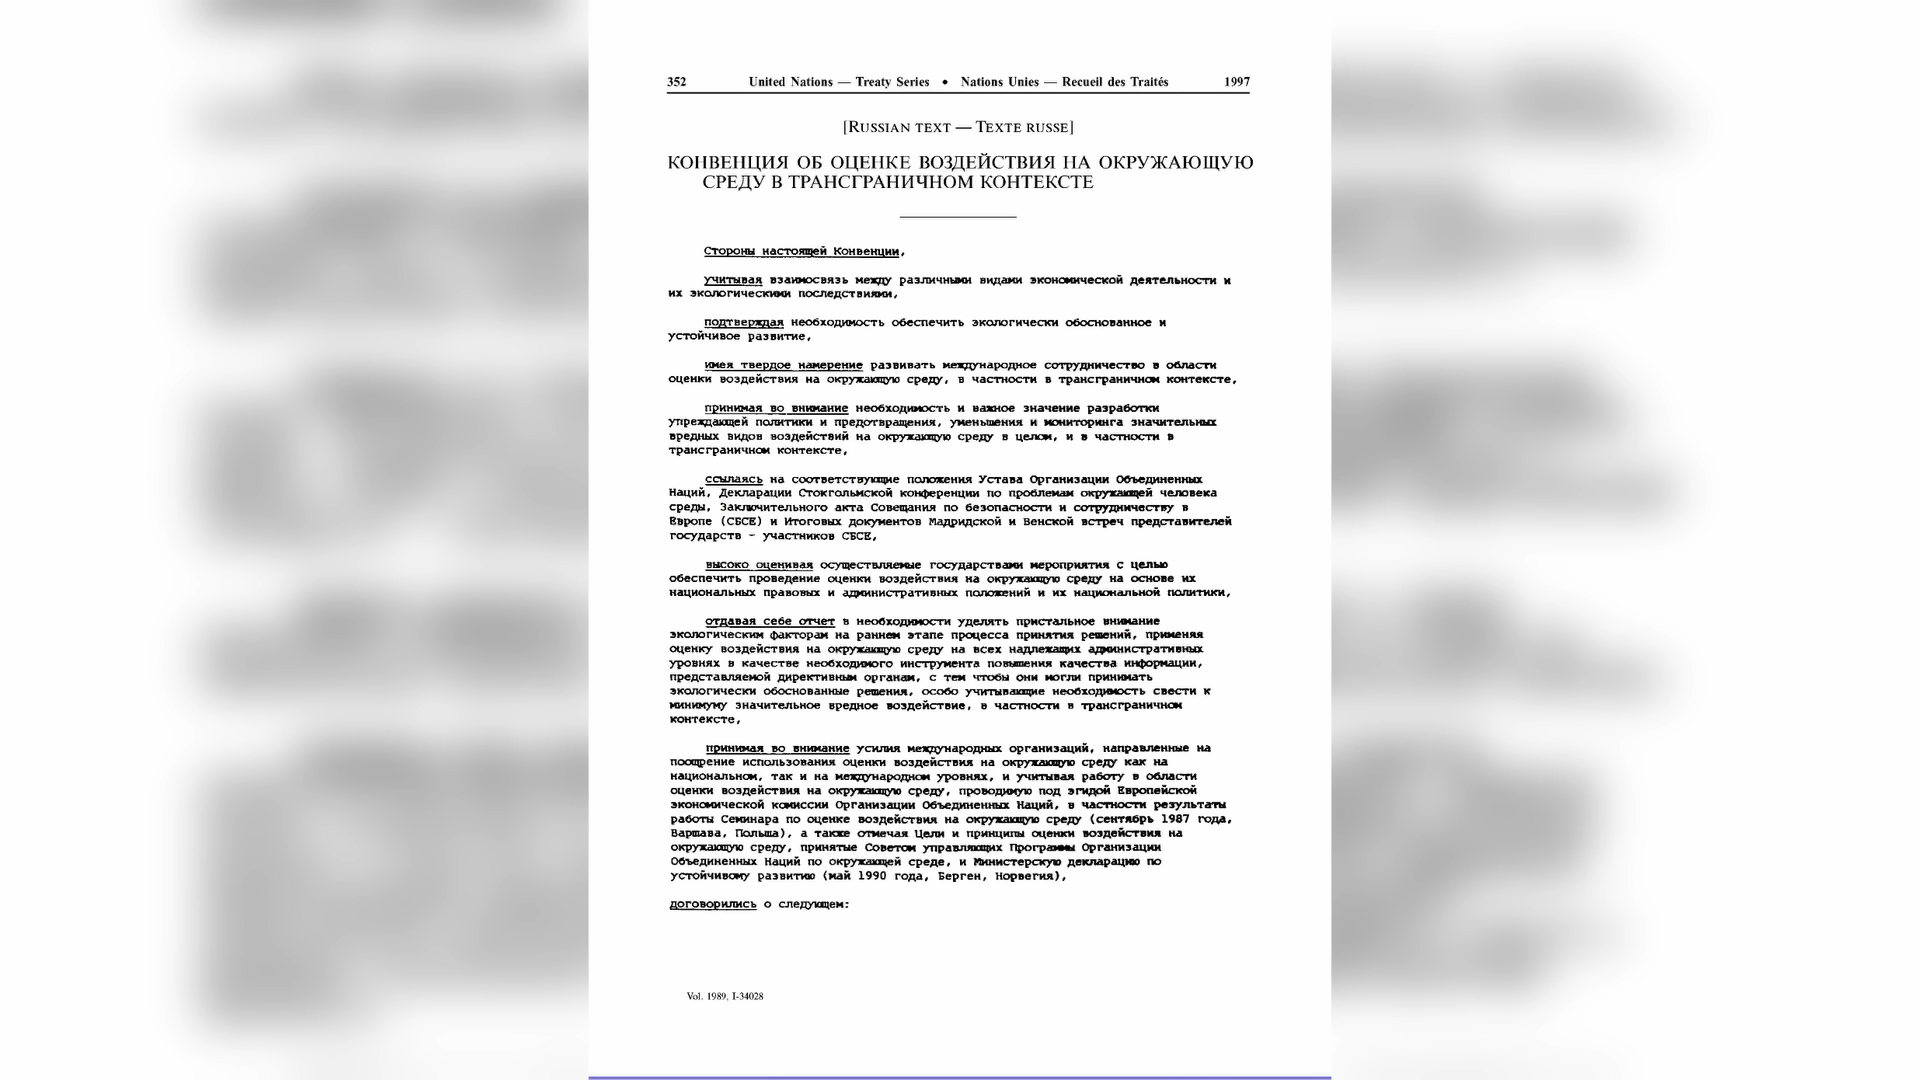 352 United Nations — Treaty Series • Nations Unies — Recueil des Traités 1997
[RUSSIAN TEXT — TEXTE RUSSE]
КОНВЕНЦИЯ ОБ ОЦЕНКЕ ВОЗДЕЙСТВИЯ НА ОКРУЖАЮЩУЮ
СРЕДУ В ТРАНСГРАНИЧНОМ КОНТЕКСТЕ
Стороны настоящей Конвенции,
учитывая взаимосвязь между различными видами экономической деятельности и
их экологическими последствиями,
подтверждая необходимость обеспечить экологически обоснованное и
устойчивое развитие,
имея твердое намерение развивать международное сотрудничество в области
оценки воздействия на окружающую среду, в частности в трансграничном контексте,
принимая во внимание необходимость и важное значение разработки
упреждающей политики и предотвращения, уменьшения и мониторинга значительных
вредных видов воздействий на окружающую среду в целом, и в частности в
трансграничном контексте,
ссылаясь на соответствующие положения Устава Организации Объединенных
Наций, Декларации Стокгольмской конференции по проблемам окружающей человека
среды, Заключительного акта Совещания по безопасности и сотрудничеству в
Европе (СБСЕ) и Итоговых документов Мадридской и Венской встреч представителей
государств - участников СБСЕ,
высоко оценивая осуществляемые государствами мероприятия с целью
обеспечить проведение оценки воздействия на окружающую среду на основе их
национальных правовых и административных положений и их национальной политики,
отдавая себе отчет в необходимости уделять пристальное внимание
экологическим факторам на раннем этапе процесса принятия решений, применяя
оценку воздействия на окружающую среду на всех надлежащих административных
уровнях в качестве необходимого инструмента повышения качества информации,
представляемой директивным органам, с тем чтобы они могли принимать
экологически обоснованные решения, особо учитывающие необходимость свести к
минимуму значительное вредное воздействие, в частности в трансграничном
контексте,
принимая во внимание усилия международных организаций, направленные на
поощрение использования оценки воздействия на окружающую среду как на
национальном, так и на международном уровнях, и учитывая работу в области
оценки воздействия на окружающую среду, проводимую под эгидой Европейской
экономической комиссии Организации Объединенных Наций, в частности результаты
работы Семинара по оценке воздействия на окружающую среду (сентябрь 1987 года,
Варшава, Польша), а также отмечая Цели и принципы оценки воздействия на
окружающую среду, принятые Советом управляющих Программы Организации
Объединенных Наций по окружающей среде, и Министерскую декларацию по
устойчивому развитию (май 1990 года, Берген, Норвегия),
договорились о следующем:
Vol. 1989, I-34028